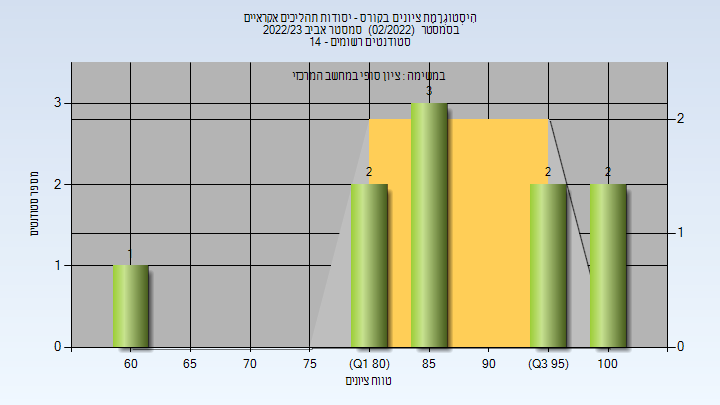 היסטוגרמת ציונים בקורס - יסודות תהליכים אקראיים
בסמסטר (02/2022) סמסטר אביב 2022/23
סטודנטים רשומים - 14
במשימה : ציון סופי במחשב המרכזי
3
2
1
0
מספר סטודנטים
1
2
3
2
2
2
1
0
60
65
70
75
(Q1 80)
85
90
(Q3 95)
100
טווח ציונים